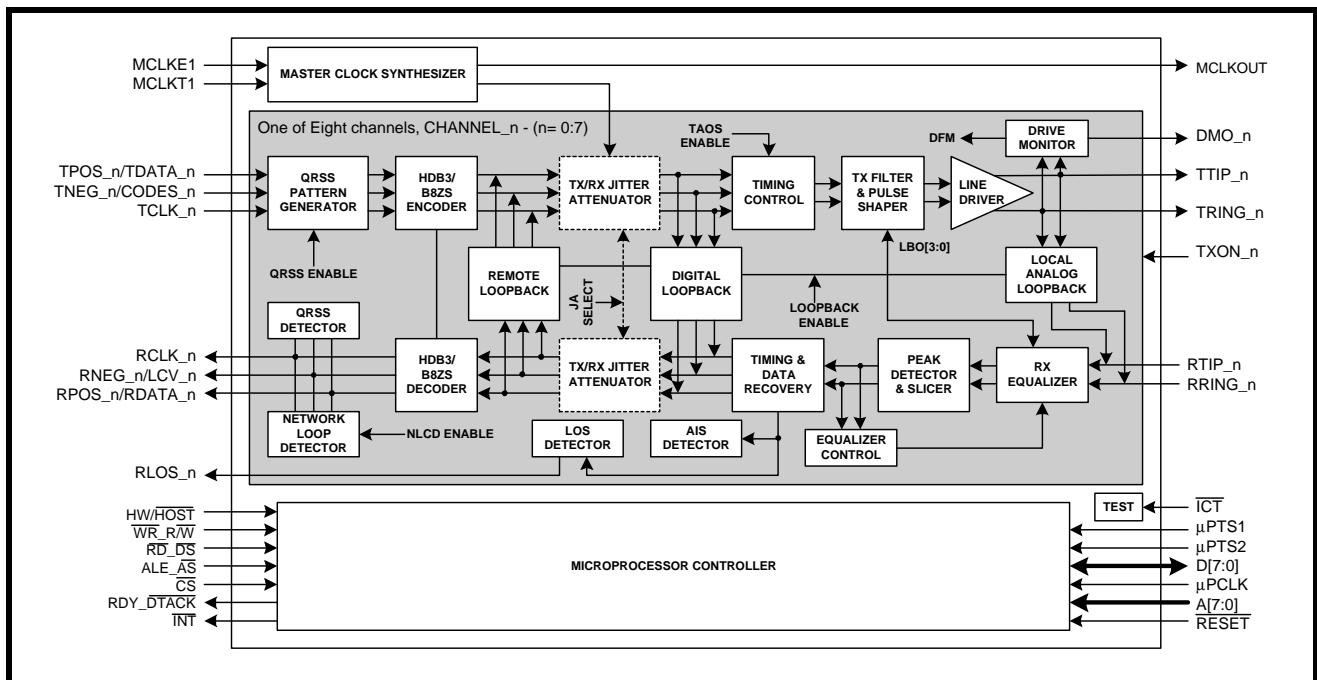 MCLKE1
MCLKT1
MASTER CLOCK SYNTHESIZER
MCLKOUT
One of Eight channels, CHANNEL_n - (n= 0:7)
TAOS
ENABLE
DFM
DRIVE
MONITOR
DMO_n
TPOS_n/TDATA_n
TNEG_n/CODES_n
TCLK_n
QRSS
PATTERN
GENERATOR
HDB3/
B8ZS
ENCODER
TX/RX JITTER
ATTENUATOR
TIMING
CONTROL
TX FILTER
& PULSE
SHAPER
LINE
DRIVER
TTIP_n
TRING_n
TXON_n
QRSS ENABLE
REMOTE
LOOPBACK
JA
SELECT
DIGITAL
LOOPBACK
LOOPBACK
ENABLE
LBO[3:0]
LOCAL
ANALOG
LOOPBACK
QRSS
DETECTOR
RCLK_n
RNEG_n/LCV_n
RPOS_n/RDATA_n
HDB3/
B8ZS
DECODER
TX/RX JITTER
ATTENUATOR
TIMING &
DATA
RECOVERY
PEAK
DETECTOR
& SLICER
RX
EQUALIZER
RTIP_n
RRING_n
NETWORK
LOOP
DETECTOR
NLCD ENABLE
LOS
DETECTOR
AIS
DETECTOR
EQUALIZER
CONTROL
RLOS_n
TEST
ICT
HW/HOST
WR_R/W
RD_DS
ALE_AS
CS
RDY_DTACK
INT
MICROPROCESSOR CONTROLLER
μPTS1
μPTS2
D[7:0]
μPCLK
A[7:0]
RESET